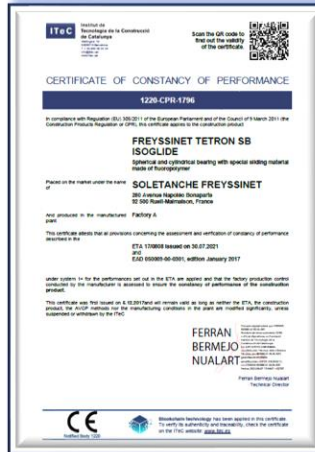 ITeC
Institut de
Tecnologia de la Construcció
de Catalunya
Scan the QR code to
find out the validity
of the certificate.
CERTIFICATE OF CONSTANCY OF PERFORMANCE
1220-CPR-1796
In compliance with Regulation (EU) 305/2011 of the European Parliament and of the Council of 9 March 2011 (the
Construction Products Regulation or CPR), this certificate applies to the construction product
FREYSSINET TETRON SB
ISOGLIDE
Spherical and cylindrical bearing with special sliding material
made of fluoropolymer
Placed on the market under the name
of
SOLETANCHE FREYSSINET
280 Avenue Napoléon Bonaparte
92 500 Rueil-Malmaison, France
And produced in the manufactured
plant
Factory A
This certificate attests that all provisions concerning the assessment and verification of constancy of performance
described in the
ETA 17/0808 issued on 30.07.2021
and
EAD 050009-00-0301, edition January 2017
under system 1+ for the performances set out in the ETA are applied and that the factory production control
conducted by the manufacturer is assessed to ensure the constancy of performance of the construction
product.
This certificate was first issued on 6.10.2017and will remain valid as long as neither the ETA, the construction
product, the AVCP methods nor the manufacturing conditions in the plant are modified significantly, unless
suspended or withdrawn by the ITeC
FERRAN
BERMEJO
NUALART
Ferran Bermejo Nualart
Technical Director
CE
Notified Body 1220
Blockchain technology has been applied in this certificate.
To verify its authenticity and traceability, check the certificate
on the ITeC website: www.itec.es